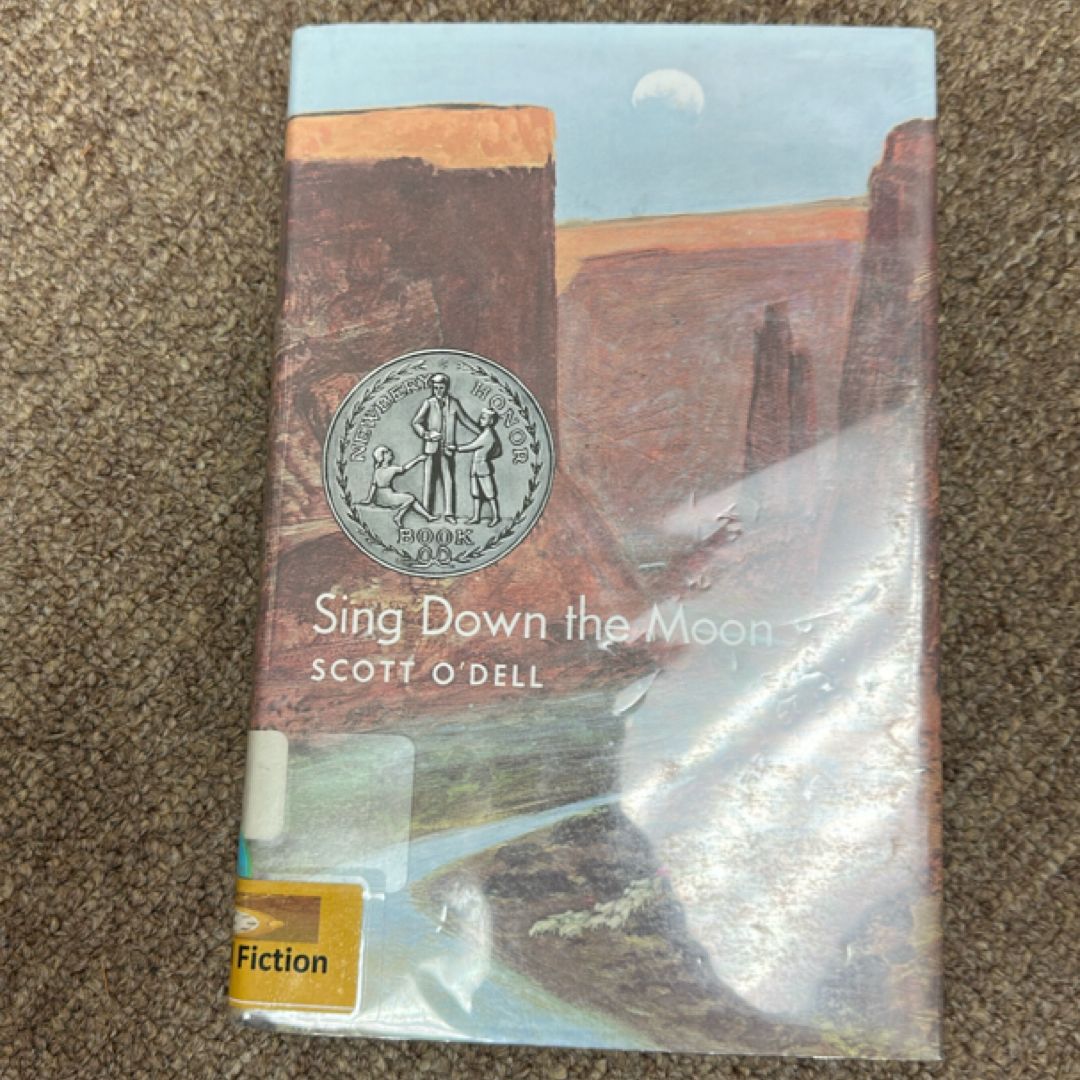 NEWBERY HONOR
BOOK
Sing Down the Moon
SCOTT O'DELL
Fiction